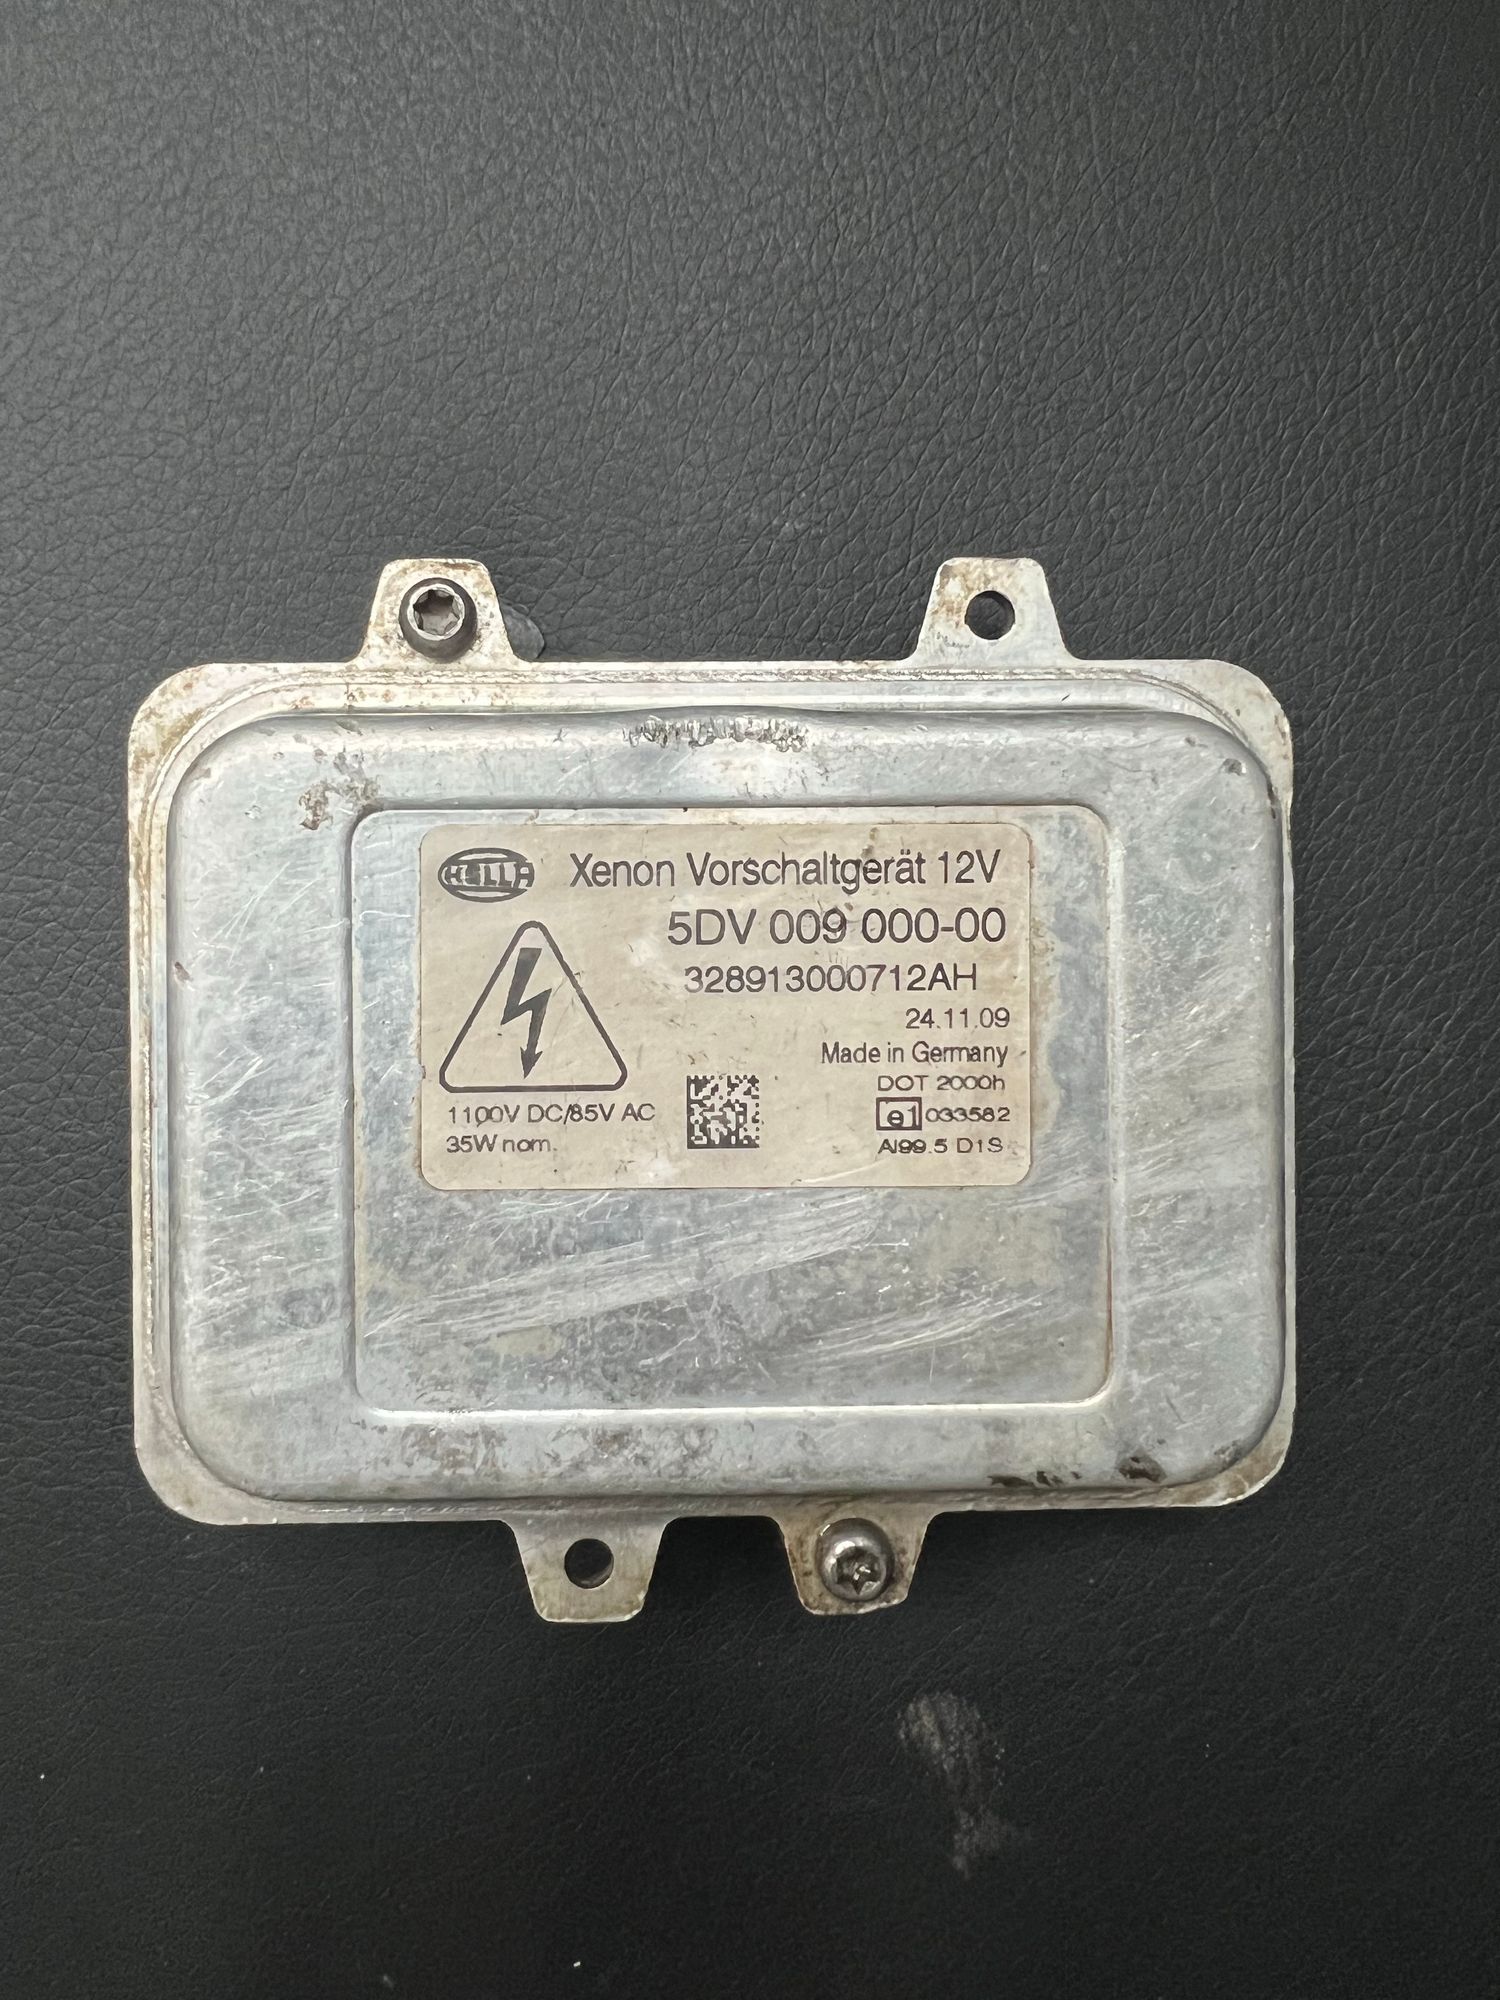 HELLA
Xenon Vorschaltgerät 12V
5DV 009 000-00
328913000712AH
24.11.09
Made in Germany
DOT 2000h
e1 033582
Al99.5 D1S
1100V DC/85V AC
35W nom.